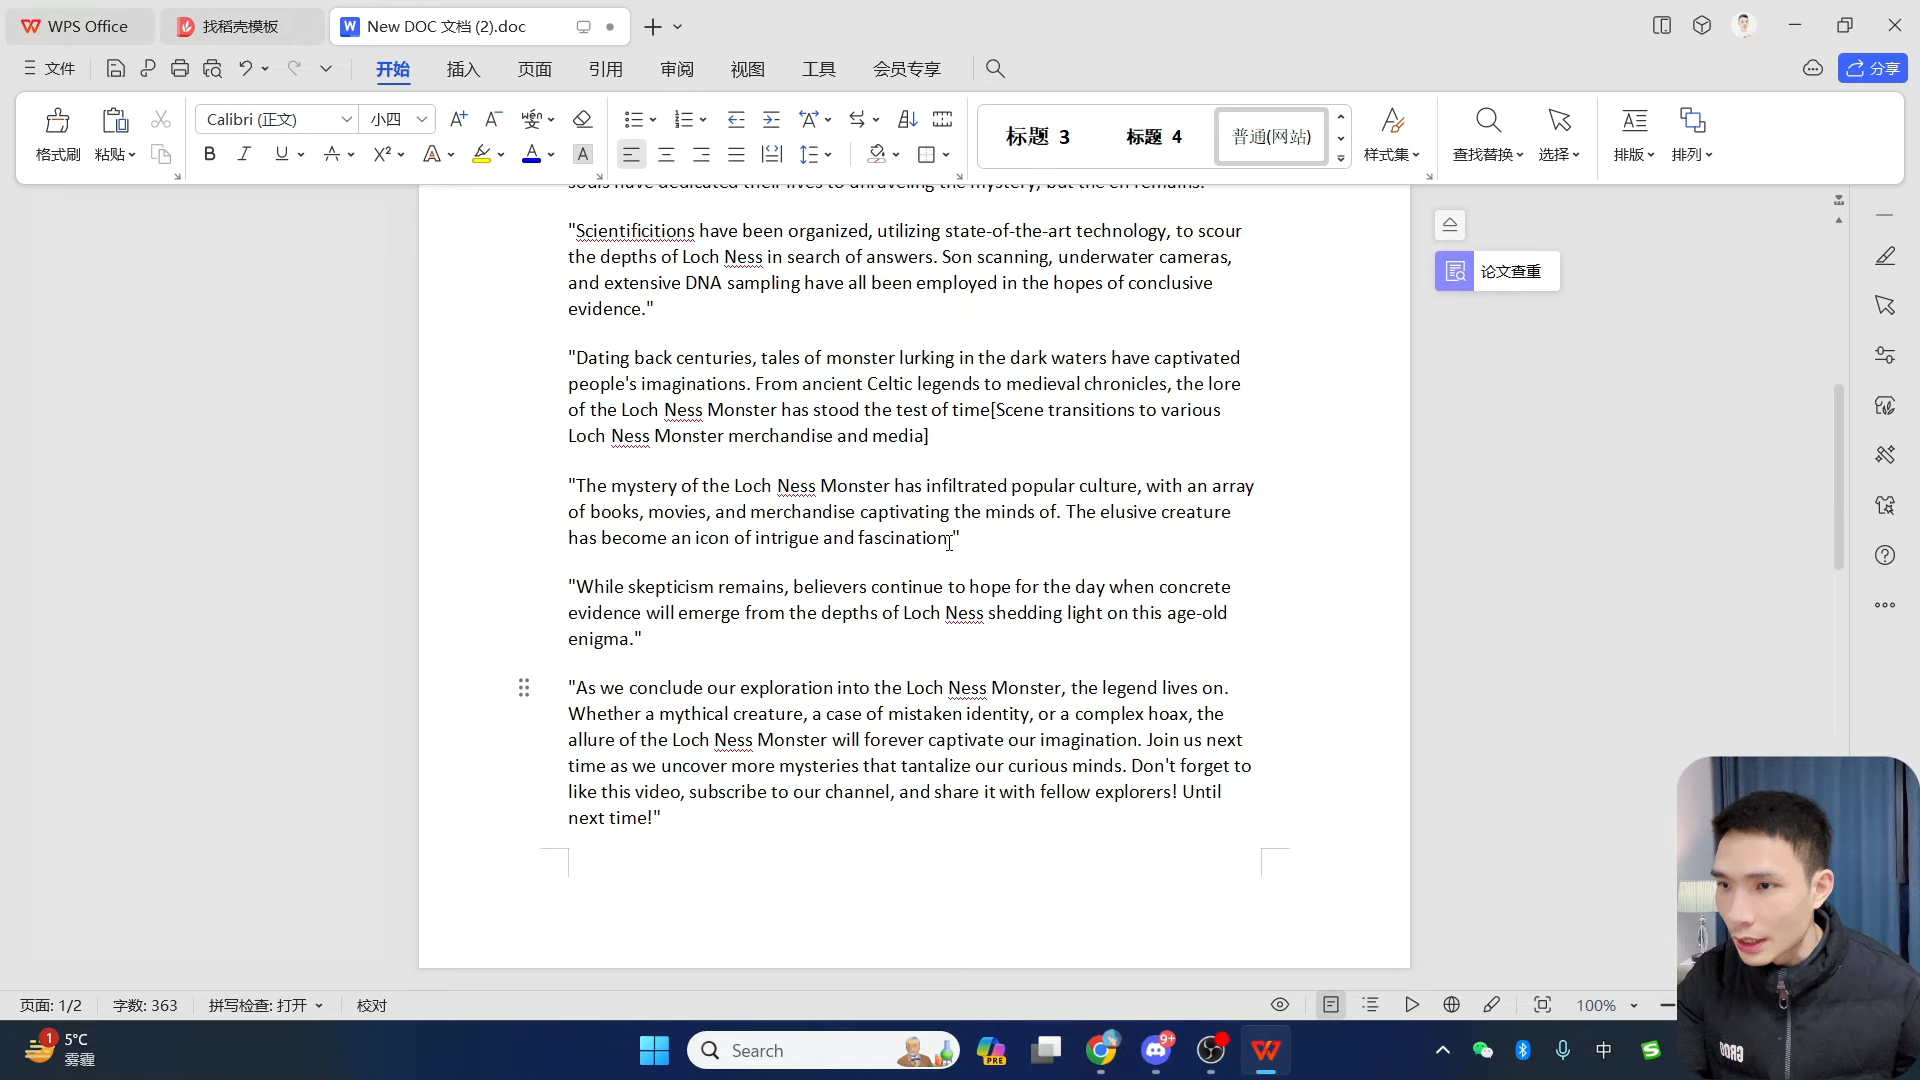 WPS Office
找稻壳模板
New DOC 文档 (2).doc
文件
开始
插入
页面
引用
审阅
视图
工具
会员专享
分享
格式刷
粘贴
Calibri (正文)
小四
标题 3
标题 4
普通(网站)
样式集
查找替换
选择
排版
排列
souls have dedicated their lives to unraveling the mystery, but the en remains.
"Scientificitions have been organized, utilizing state-of-the-art technology, to scour
the depths of Loch Ness in search of answers. Son scanning, underwater cameras,
and extensive DNA sampling have all been employed in the hopes of conclusive
evidence."
"Dating back centuries, tales of monster lurking in the dark waters have captivated
people's imaginations. From ancient Celtic legends to medieval chronicles, the lore
of the Loch Ness Monster has stood the test of time[Scene transitions to various
Loch Ness Monster merchandise and media]
"The mystery of the Loch Ness Monster has infiltrated popular culture, with an array
of books, movies, and merchandise captivating the minds of. The elusive creature
has become an icon of intrigue and fascination."
"While skepticism remains, believers continue to hope for the day when concrete
evidence will emerge from the depths of Loch Ness shedding light on this age-old
enigma."
"As we conclude our exploration into the Loch Ness Monster, the legend lives on.
Whether a mythical creature, a case of mistaken identity, or a complex hoax, the
allure of the Loch Ness Monster will forever captivate our imagination. Join us next
time as we uncover more mysteries that tantalize our curious minds. Don't forget to
like this video, subscribe to our channel, and share it with fellow explorers! Until
next time!"
论文查重
页面: 1/2
字数: 363
拼写检查: 打开
校对
100%
1
5°C
雾霾
Search
PRE
9+
中